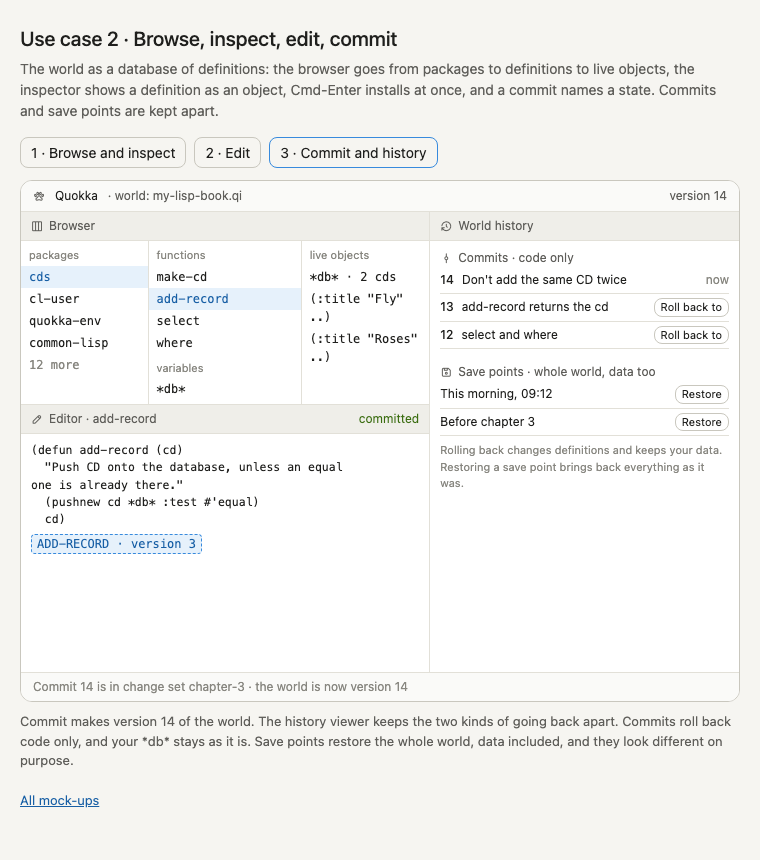 Use case 2 · Browse, inspect, edit, commit
The world as a database of definitions: the browser goes from packages to definitions to live objects, the
inspector shows a definition as an object, Cmd-Enter installs at once, and a commit names a state. Commits
and save points are kept apart.
1 · Browse and inspect
2 · Edit
3 · Commit and history
Quokka · world: my-lisp-book.qi
version 14
Browser
packages
cds
cl-user
quokka-env
common-lisp
12 more
functions
make-cd
add-record
select
where
variables
*db*
live objects
*db* · 2 cds
(:title "Fly"
..)
(:title "Roses"
..)
Editor · add-record
committed
(defun add-record (cd)
  "Push CD onto the database, unless an equal
one is already there."
  (pushnew cd *db* :test #'equal)
  cd)
ADD-RECORD · version 3
World history
Commits · code only
14 Don't add the same CD twice now
13 add-record returns the cd Roll back to
12 select and where Roll back to
Save points · whole world, data too
This morning, 09:12 Restore
Before chapter 3 Restore
Rolling back changes definitions and keeps your data.
Restoring a save point brings back everything as it
was.
Commit 14 is in change set chapter-3 · the world is now version 14
Commit makes version 14 of the world. The history viewer keeps the two kinds of going back apart. Commits roll back
code only, and your *db* stays as it is. Save points restore the whole world, data included, and they look different on
purpose.
All mock-ups